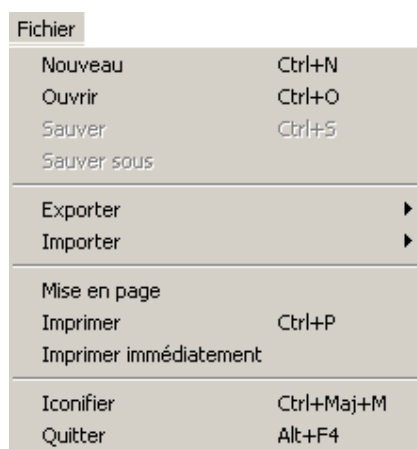 Fichier
Nouveau Ctrl+N
Ouvrir Ctrl+O
Sauver Ctrl+S
Sauver sous
Exporter
Importer
Mise en page
Imprimer Ctrl+P
Imprimer immédiatement
Iconifier Ctrl+Maj+M
Quitter Alt+F4